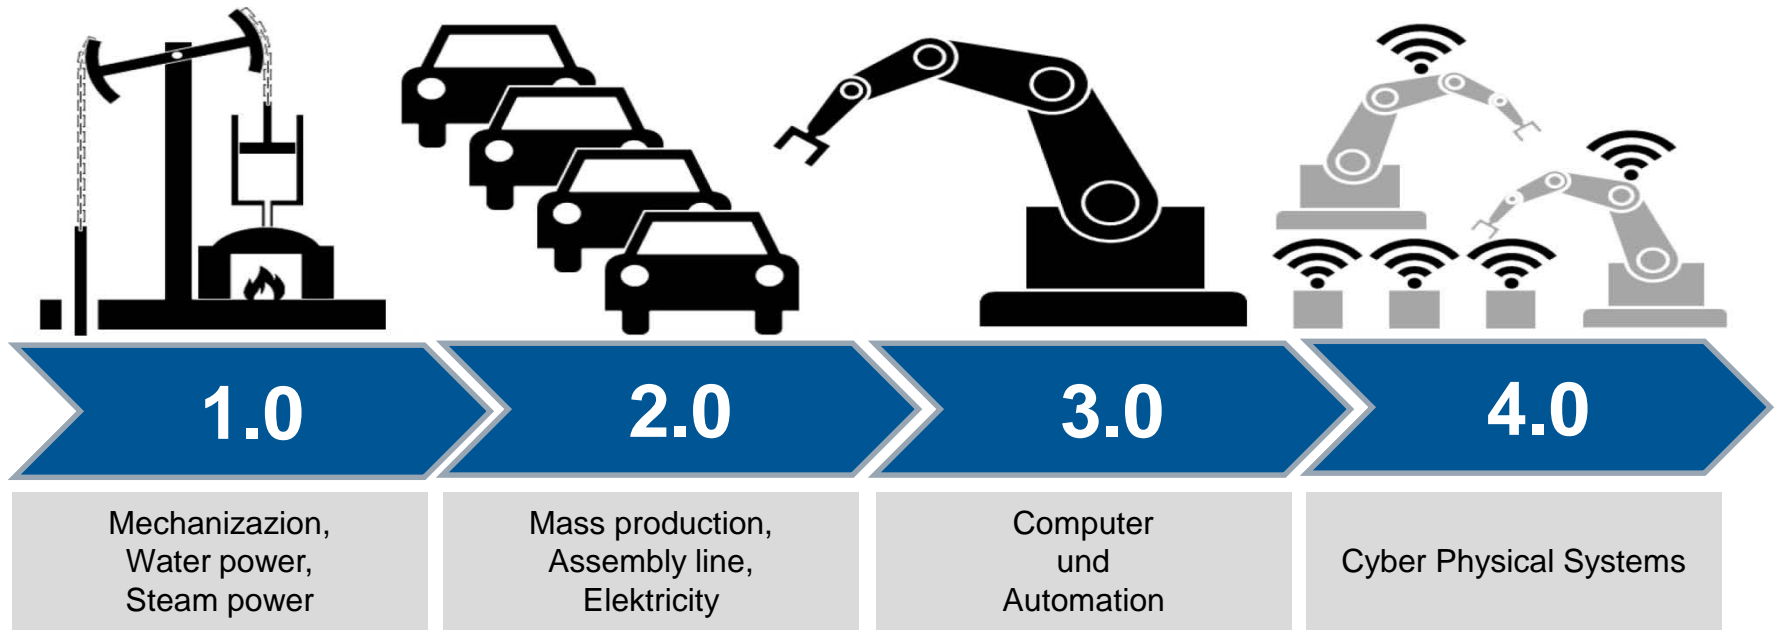 1.0
2.0
3.0
4.0
Mechanizazion,
Water power,
Steam power
Mass production,
Assembly line,
Elektricity
Computer
und
Automation
Cyber Physical Systems